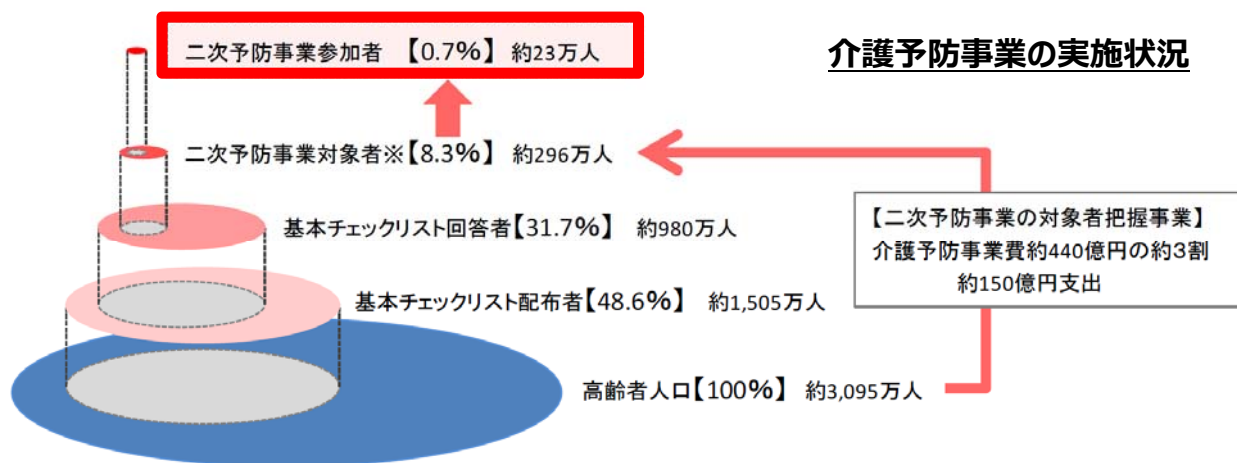 介護予防事業の実施状況
二次予防事業参加者 【0.7%】 約23万人
二次予防事業対象者※【8.3%】 約296万人
基本チェックリスト回答者【31.7%】 約980万人
基本チェックリスト配布者【48.6%】 約1,505万人
高齢者人口【100%】 約3,095万人
【二次予防事業の対象者把握事業】
介護予防事業費約440億円の約3割
約150億円支出